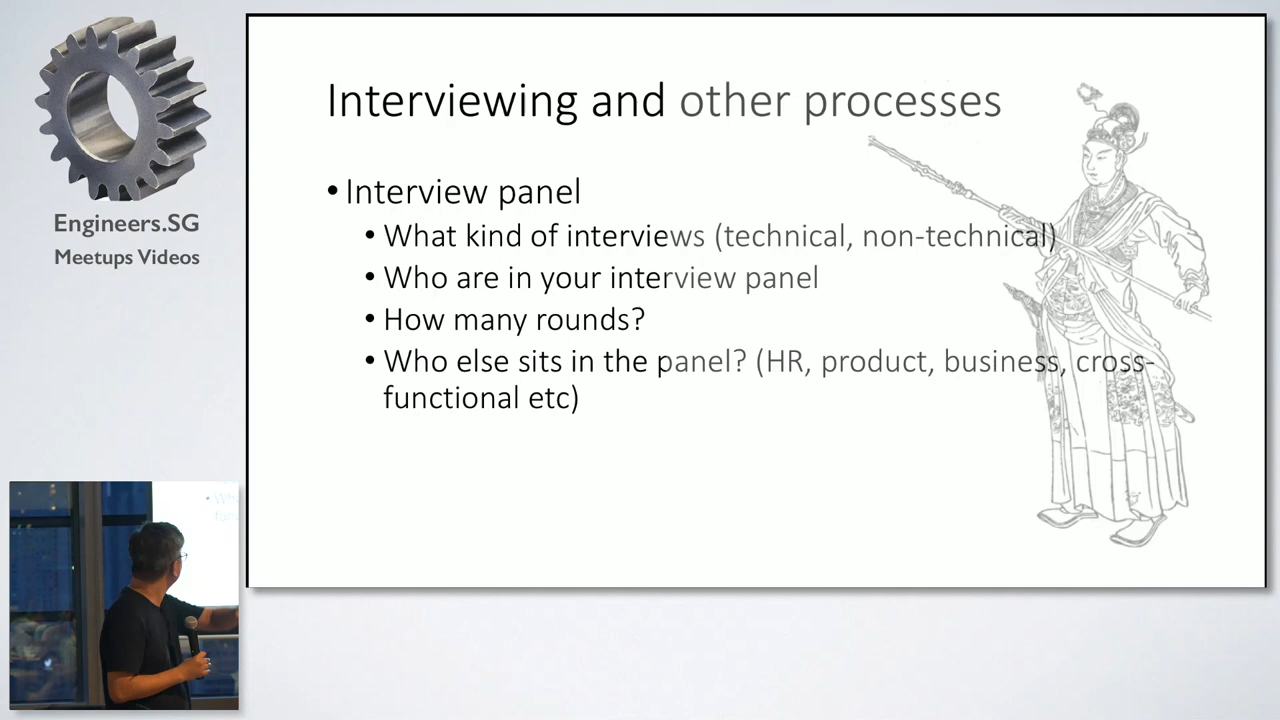 Engineers.SG
Meetups Videos
Interviewing and other processes
• Interview panel
• What kind of interviews (technical, non-technical)
• Who are in your interview panel
• How many rounds?
• Who else sits in the panel? (HR, product, business, cross-
functional etc)